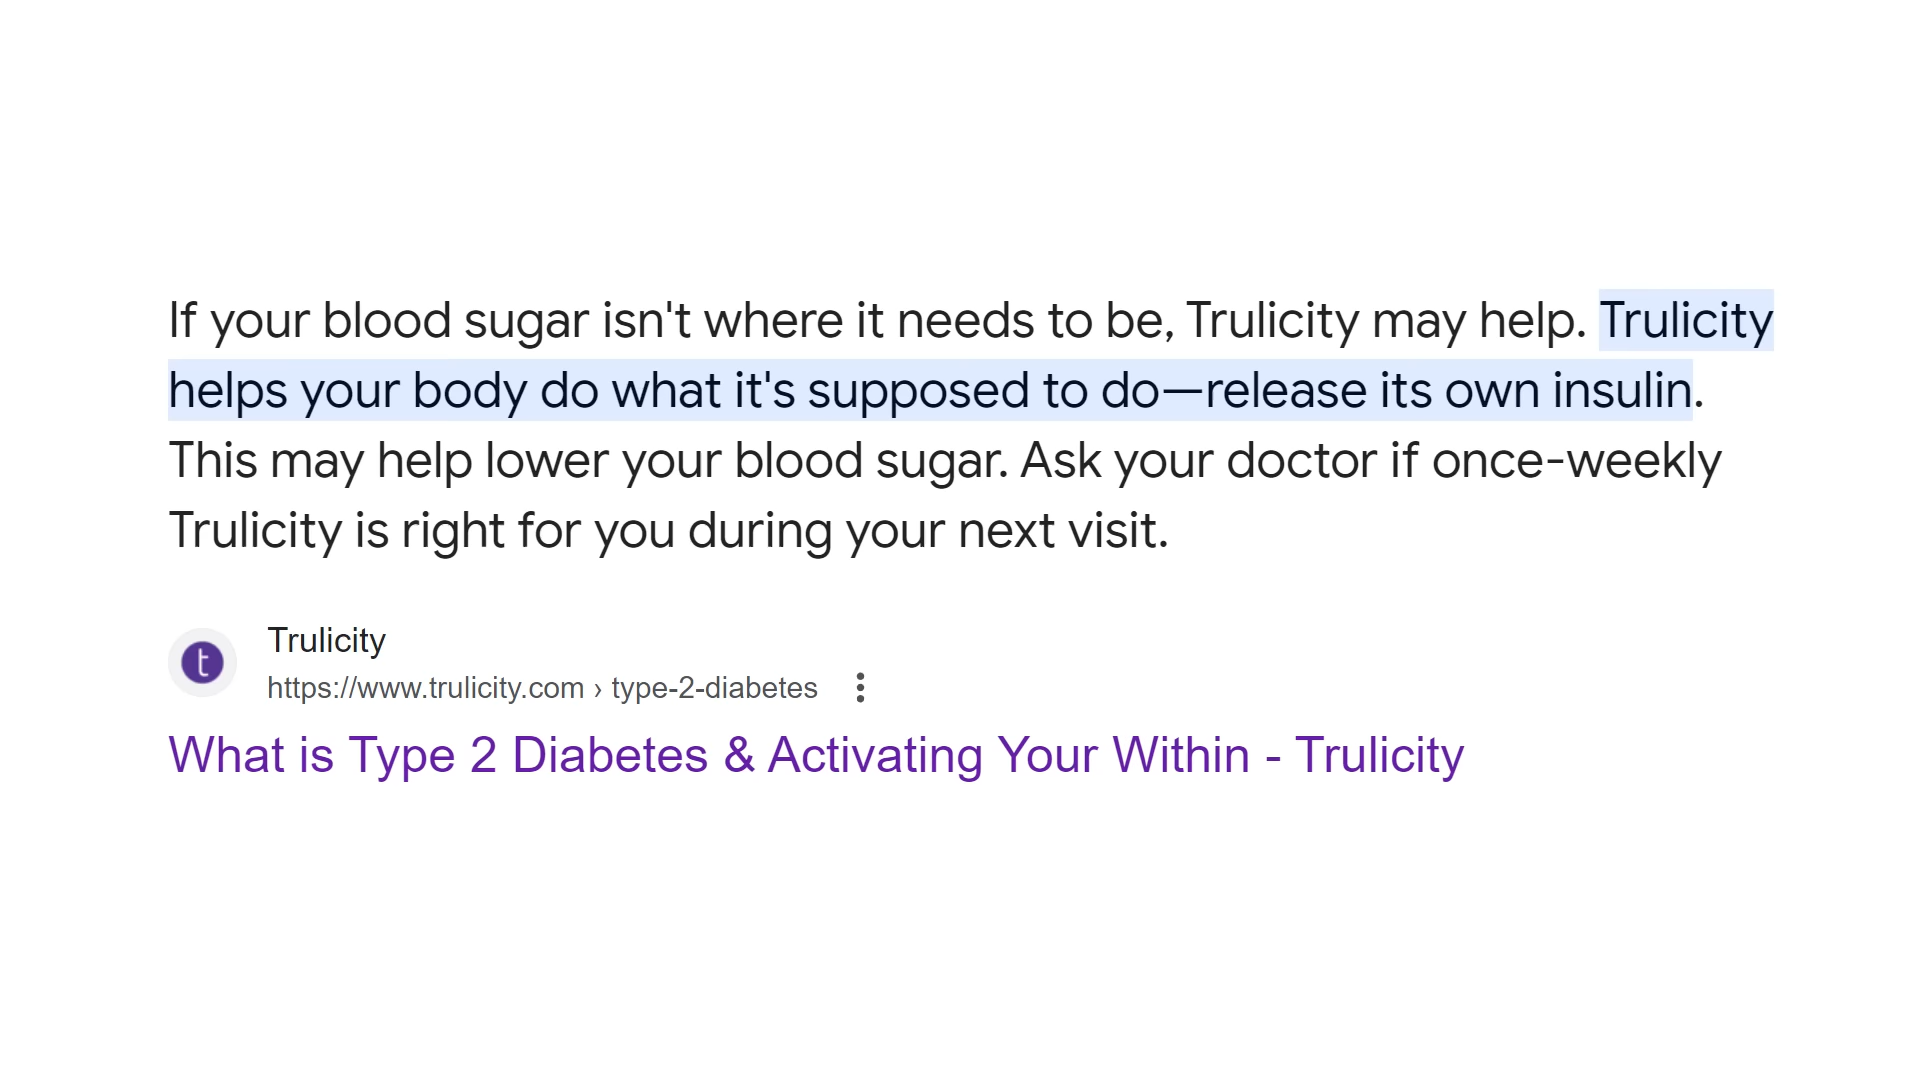 If your blood sugar isn't where it needs to be, Trulicity may help. Trulicity
helps your body do what it's supposed to do—release its own insulin.
This may help lower your blood sugar. Ask your doctor if once-weekly
Trulicity is right for you during your next visit.
t
Trulicity
https://www.trulicity.com › type-2-diabetes
What is Type 2 Diabetes & Activating Your Within - Trulicity